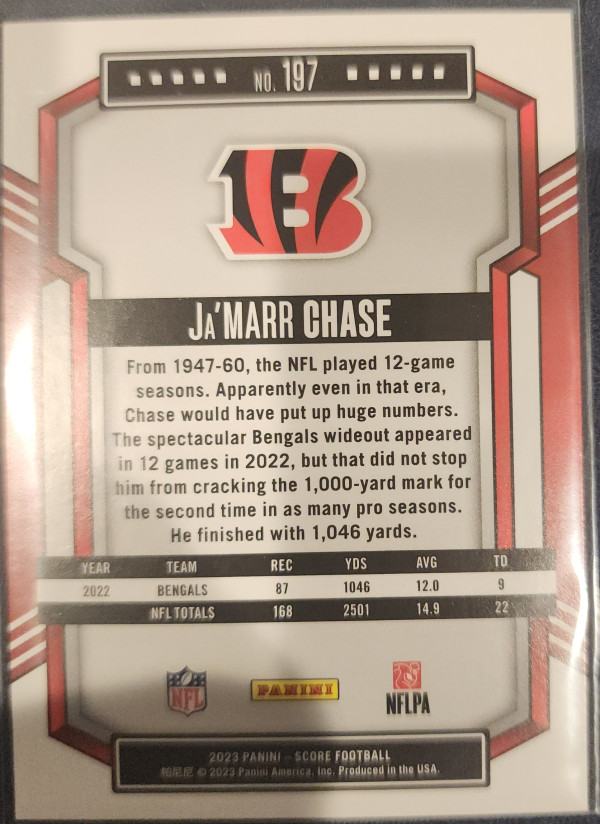 NO. 197
B
JA'MARR CHASE
From 1947-60, the NFL played 12-game
seasons. Apparently even in that era,
Chase would have put up huge numbers.
The spectacular Bengals wideout appeared
in 12 games in 2022, but that did not stop
him from cracking the 1,000-yard mark for
the second time in as many pro seasons.
He finished with 1,046 yards.
YEAR TEAM REC YDS AVG TD
2022 BENGALS 87 1046 12.0 9
NFL TOTALS 168 2501 14.9 22
NFL PANINI NFLPA
2023 PANINI – SCORE FOOTBALL
帕尼尼 © 2023 Panini America, Inc. Produced in the USA.